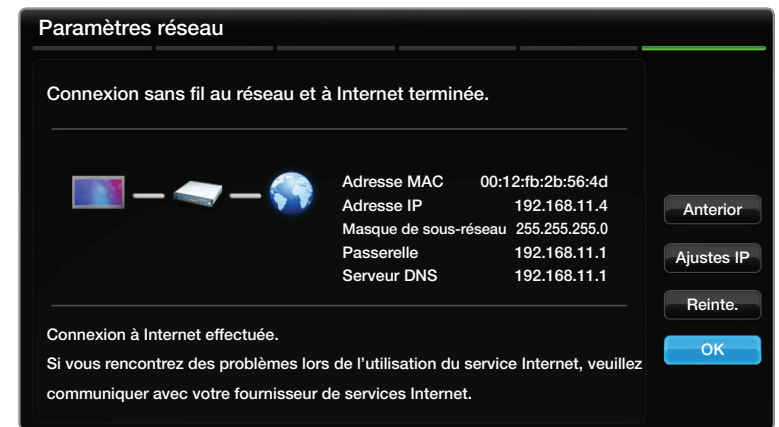 Paramètres réseau
Connexion sans fil au réseau et à Internet terminée.
Adresse MAC 00:12:fb:2b:56:4d
Adresse IP 192.168.11.4
Masque de sous-réseau 255.255.255.0
Passerelle 192.168.11.1
Serveur DNS 192.168.11.1
Anterior
Ajustes IP
Reinte.
OK
Connexion à Internet effectuée.
Si vous rencontrez des problèmes lors de l’utilisation du service Internet, veuillez
communiquer avec votre fournisseur de services Internet.